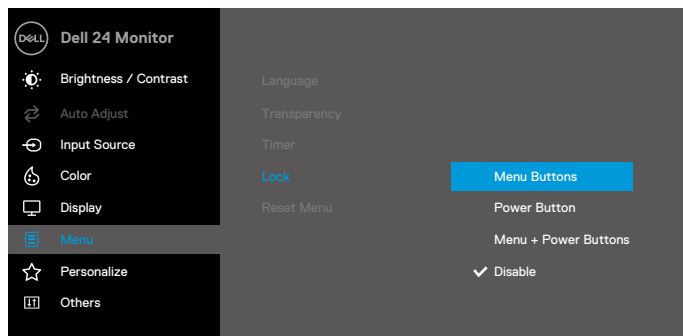 DELL Dell 24 Monitor
Brightness / Contrast
Auto Adjust
Input Source
Color
Display
Menu
Personalize
Others
Language
Transparency
Timer
Lock
Reset Menu
Menu Buttons
Power Button
Menu + Power Buttons
Disable